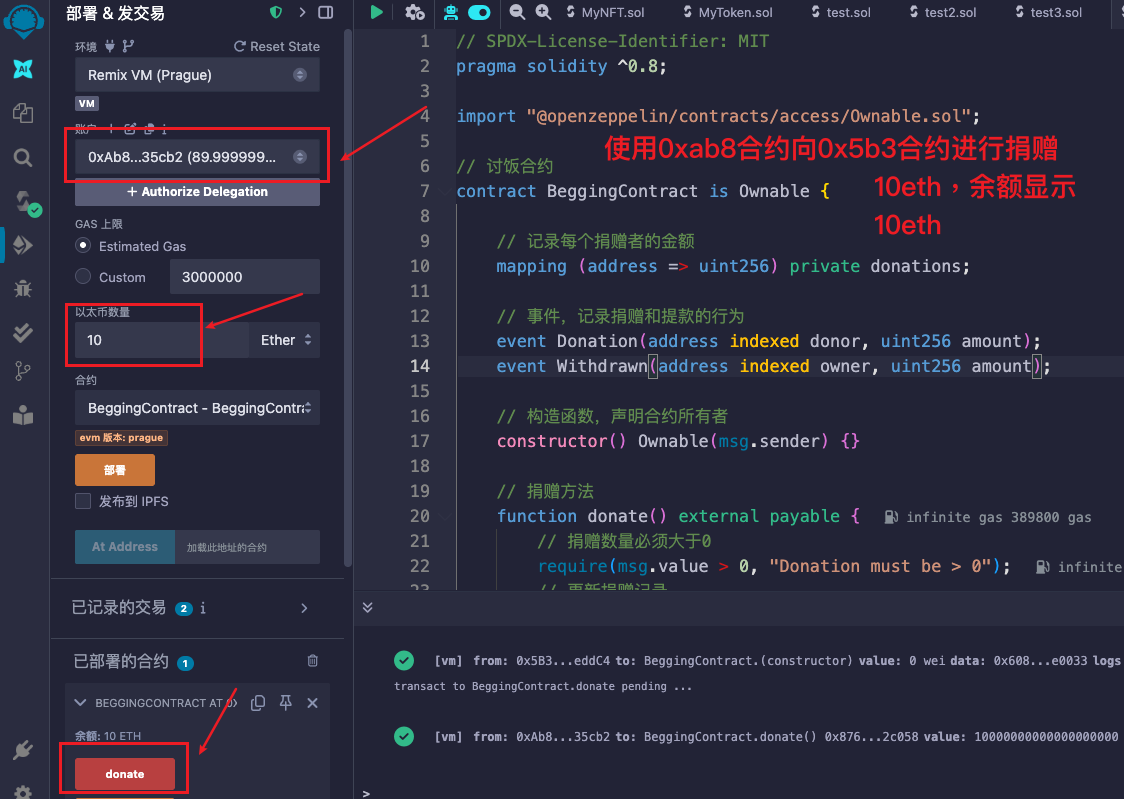 部署 & 发交易
环境
Reset State
Remix VM (Prague)
VM
0xAb8...35cb2 (89.999999...
+ Authorize Delegation
GAS 上限
Estimated Gas
Custom
3000000
以太币数量
10
Ether
合约
BeggingContract - BeggingContra
evm 版本: prague
部署
发布到 IPFS
At Address
加载此地址的合约
已记录的交易 2 i
已部署的合约 1
BEGGINGCONTRACT AT 0X
余额: 10 ETH
donate
MyNFT.sol
MyToken.sol
test.sol
test2.sol
test3.sol
1 // SPDX-License-Identifier: MIT
2 pragma solidity ^0.8;
3
4 import "@openzeppelin/contracts/access/Ownable.sol";
5
6 // 讨饭合约
7 contract BeggingContract is Ownable {
8
9 // 记录每个捐赠者的金额
10 mapping (address => uint256) private donations;
11
12 // 事件，记录捐赠和提款的行为
13 event Donation(address indexed donor, uint256 amount);
14 event Withdrawn(address indexed owner, uint256 amount);
15
16 // 构造函数，声明合约所有者
17 constructor() Ownable(msg.sender) {}
18
19 // 捐赠方法
20 function donate() external payable { infinite gas 389800 gas
21 // 捐赠数量必须大于0
22 require(msg.value > 0, "Donation must be > 0"); infinite
23 // 更新捐赠记录
使用0xab8合约向0x5b3合约进行捐赠
10eth，余额显示
10eth
[vm] from: 0x5B3...eddC4 to: BeggingContract.(constructor) value: 0 wei data: 0x608...e0033 logs
transact to BeggingContract.donate pending ...
[vm] from: 0xAb8...35cb2 to: BeggingContract.donate() 0x876...2c058 value: 10000000000000000000
>